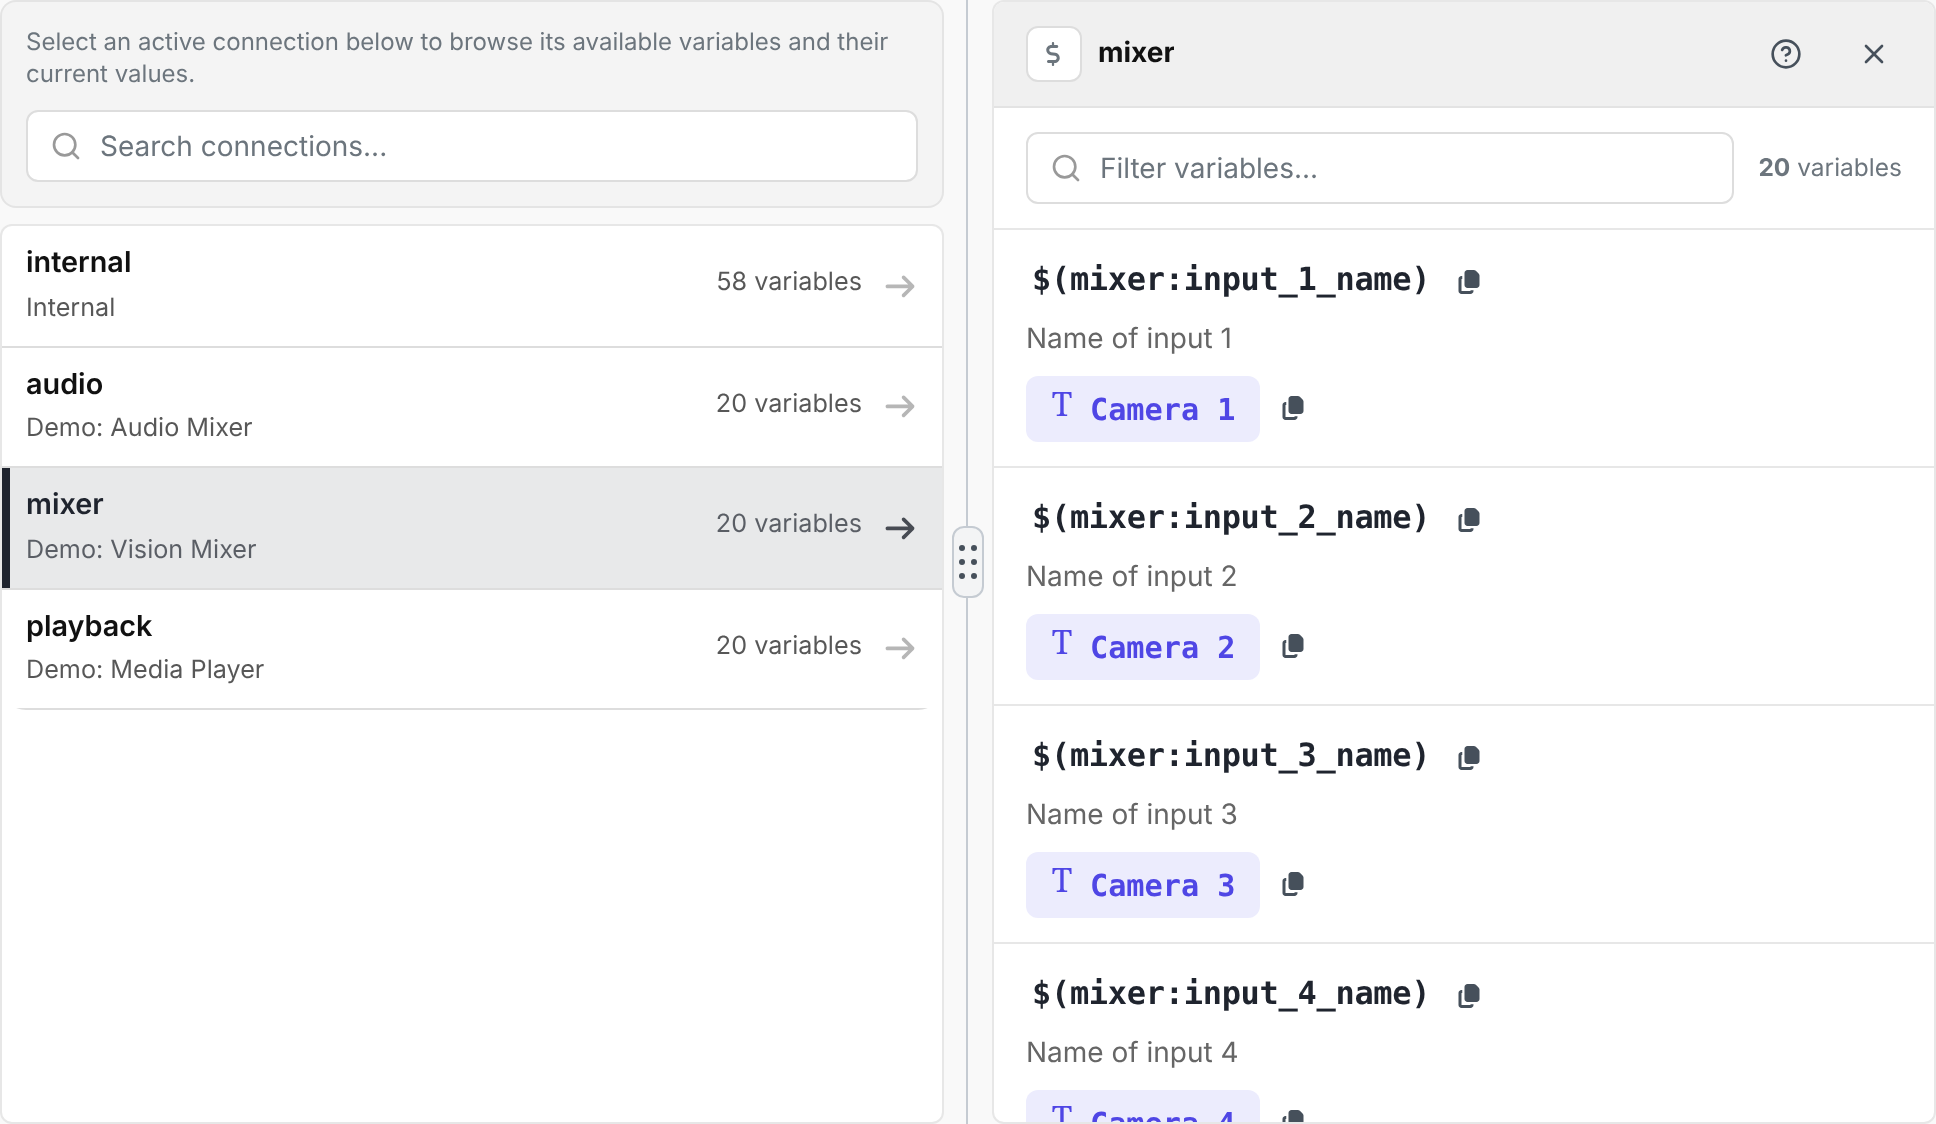 Select an active connection below to browse its available variables and their
current values.
Search connections...
internal
58 variables
Internal
audio
20 variables
Demo: Audio Mixer
mixer
20 variables
Demo: Vision Mixer
playback
20 variables
Demo: Media Player
$ mixer
Filter variables...
20 variables
$(mixer:input_1_name)
Name of input 1
T Camera 1
$(mixer:input_2_name)
Name of input 2
T Camera 2
$(mixer:input_3_name)
Name of input 3
T Camera 3
$(mixer:input_4_name)
Name of input 4
T Camera 4